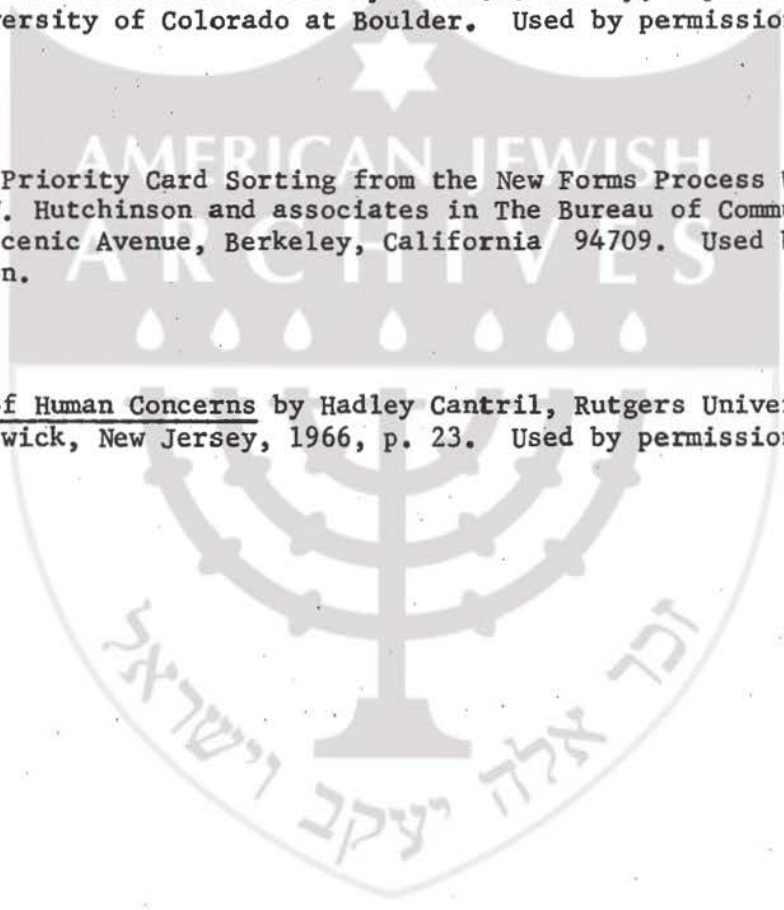 ersity of Colorado at Boulder. Used by permissio
AMERICAN JEWISH
Priority Card Sorting from the New Forms Process
. Hutchinson and associates in The Bureau of Comm
cenic Avenue, Berkeley, California 94709. Used
ARCHIVES
n.
f Human Concerns by Hadley Cantril, Rutgers Unive
wick, New Jersey, 1966, p. 23. Used by permission
זכר אלה יעקב וישראל